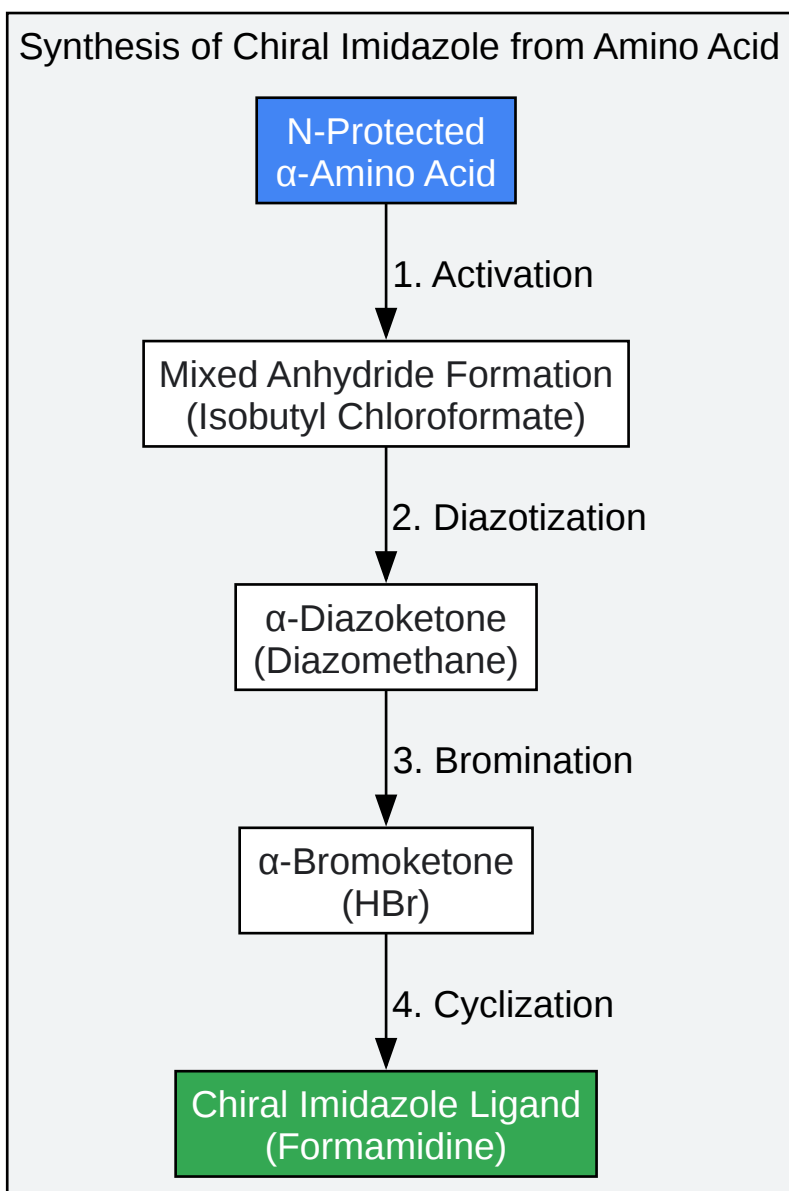 Synthesis of Chiral Imidazole from Amino Acid
N-Protected
α-Amino Acid
1. Activation
Mixed Anhydride Formation
(Isobutyl Chloroformate)
2. Diazotization
α-Diazoketone
(Diazomethane)
3. Bromination
α-Bromoketone
(HBr)
4. Cyclization
Chiral Imidazole Ligand
(Formamidine)